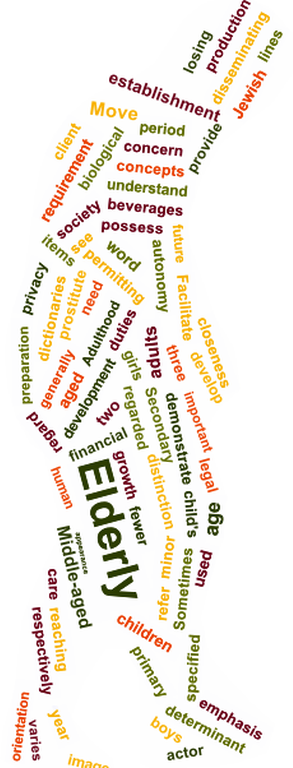 production
losing
disseminating
lines
Jewish
establishment
Move
period
provide
client
biological
concern
requirement
concepts
understand
society
beverages
possess
items
see
word
permitting
autonomy
future
privacy
dictionaries
prostitute
need
Facilitate
Adulthood
duties
adults
closeness
preparation
generally
aged
development
girls
three
develop
regard
two
regarded
Secondary
demonstrate
important
legal
financial
human
growth
distinction
child's
Elderly
fewer
age
appearance
Middle-aged
minor
used
care
refer
Sometimes
respectively
reaching
children
primary
specified
orientation
varies
year
boys
determinant
emphasis
image
actor